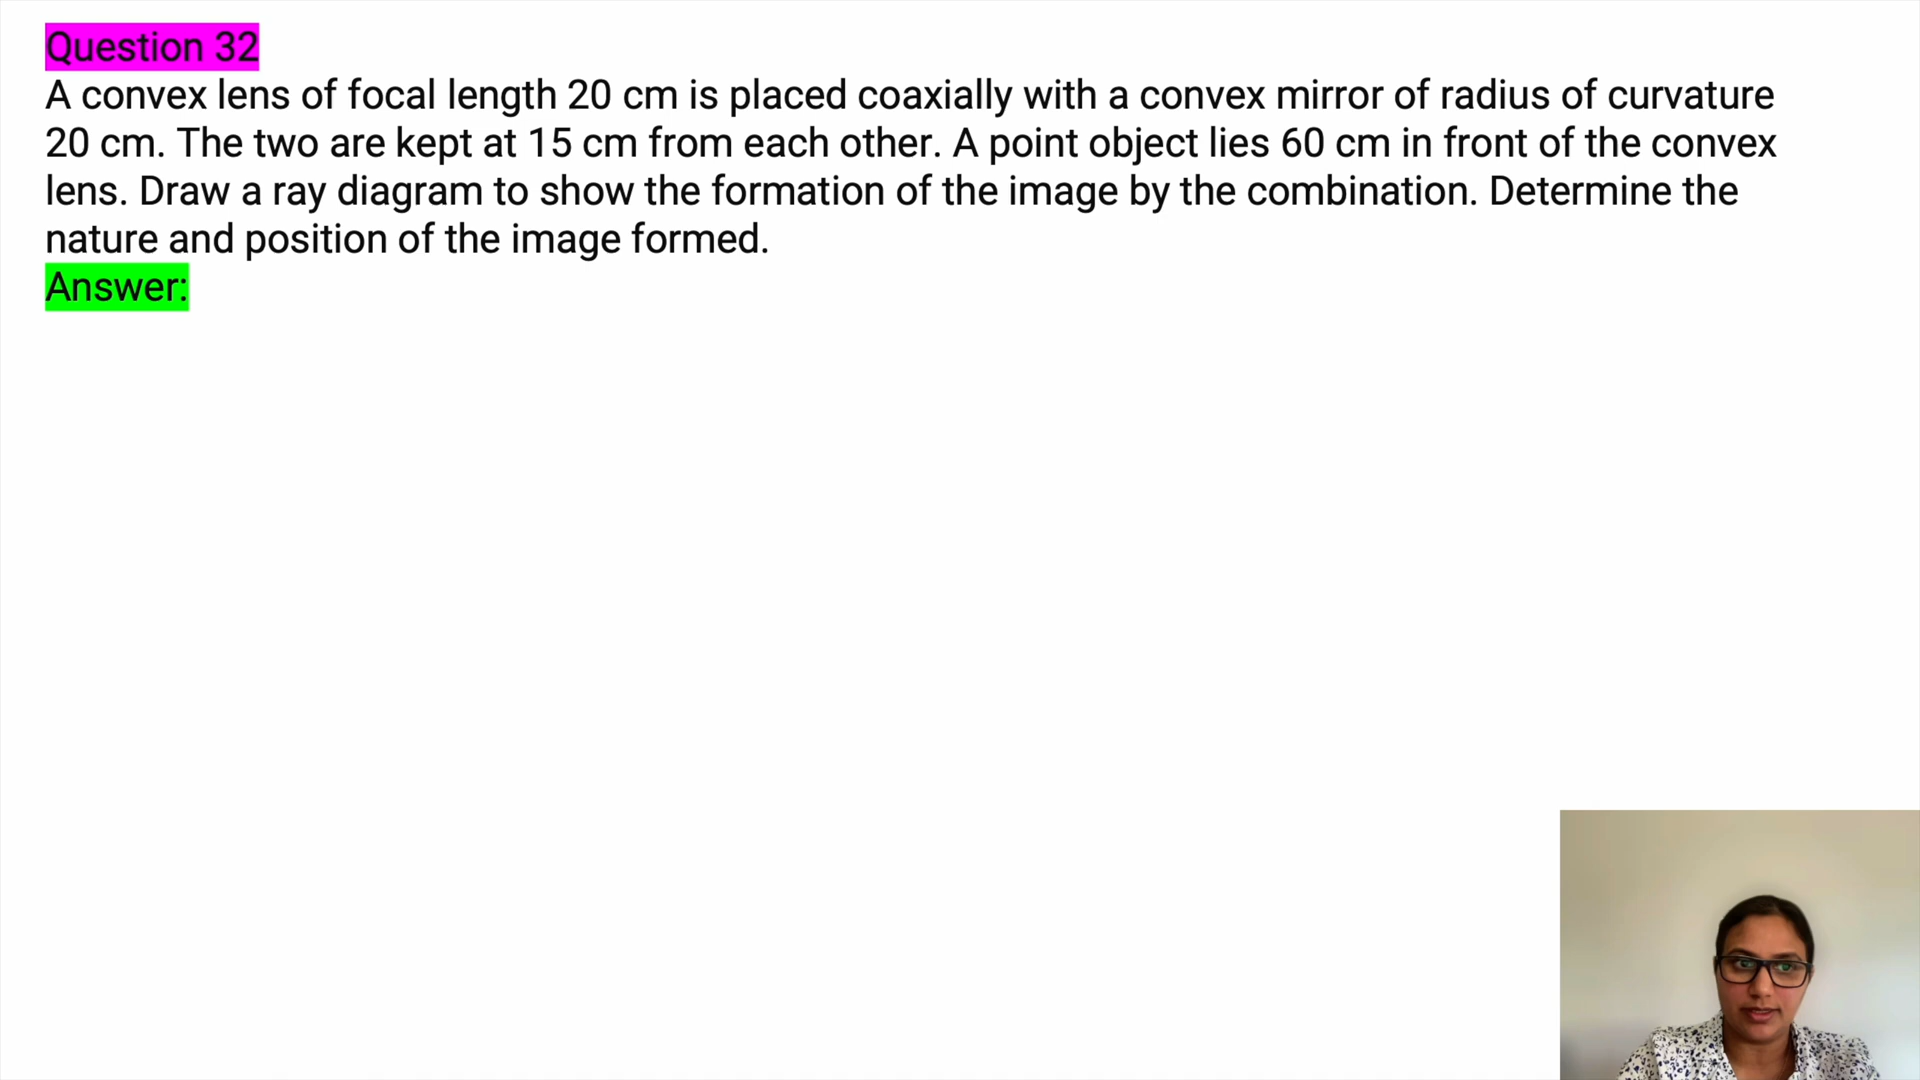 Question 32
A convex lens of focal length 20 cm is placed coaxially with a convex mirror of radius of curvature
20 cm. The two are kept at 15 cm from each other. A point object lies 60 cm in front of the convex
lens. Draw a ray diagram to show the formation of the image by the combination. Determine the
nature and position of the image formed.
Answer: